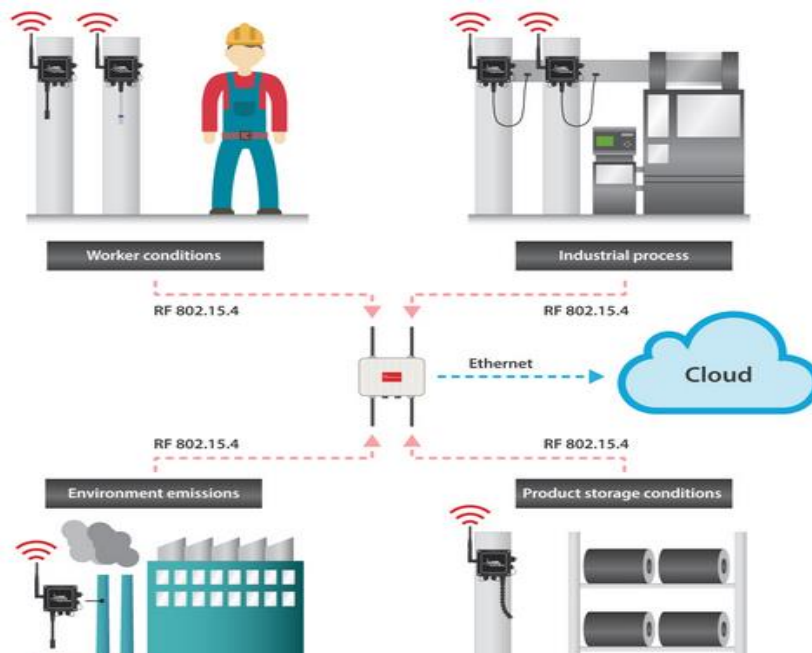 Worker conditions
Industrial process
RF 802.15.4
RF 802.15.4
Ethernet
Cloud
RF 802.15.4
RF 802.15.4
Environment emissions
Product storage conditions